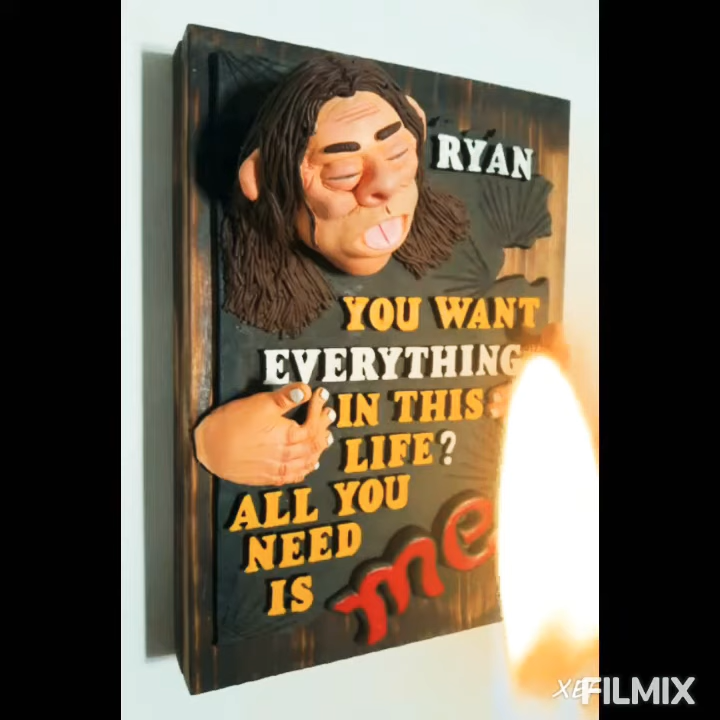 RYAN
YOU WANT
EVERYTHING
IN THIS
LIFE?
ALL YOU
NEED
IS
me
FILMIX